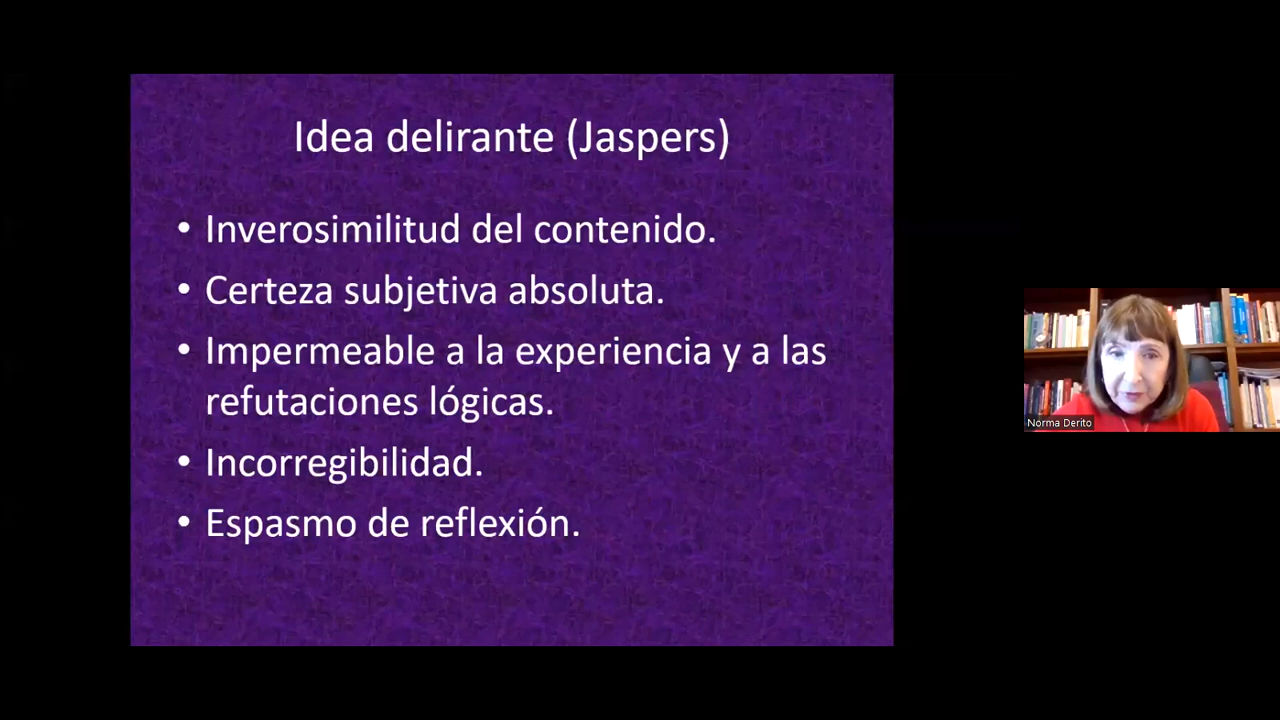 Idea delirante (Jaspers)
• Inverosimilitud del contenido.
• Certeza subjetiva absoluta.
• Impermeable a la experiencia y a las
refutaciones lógicas.
• Incorregibilidad.
• Espasmo de reflexión.
Norma Derito